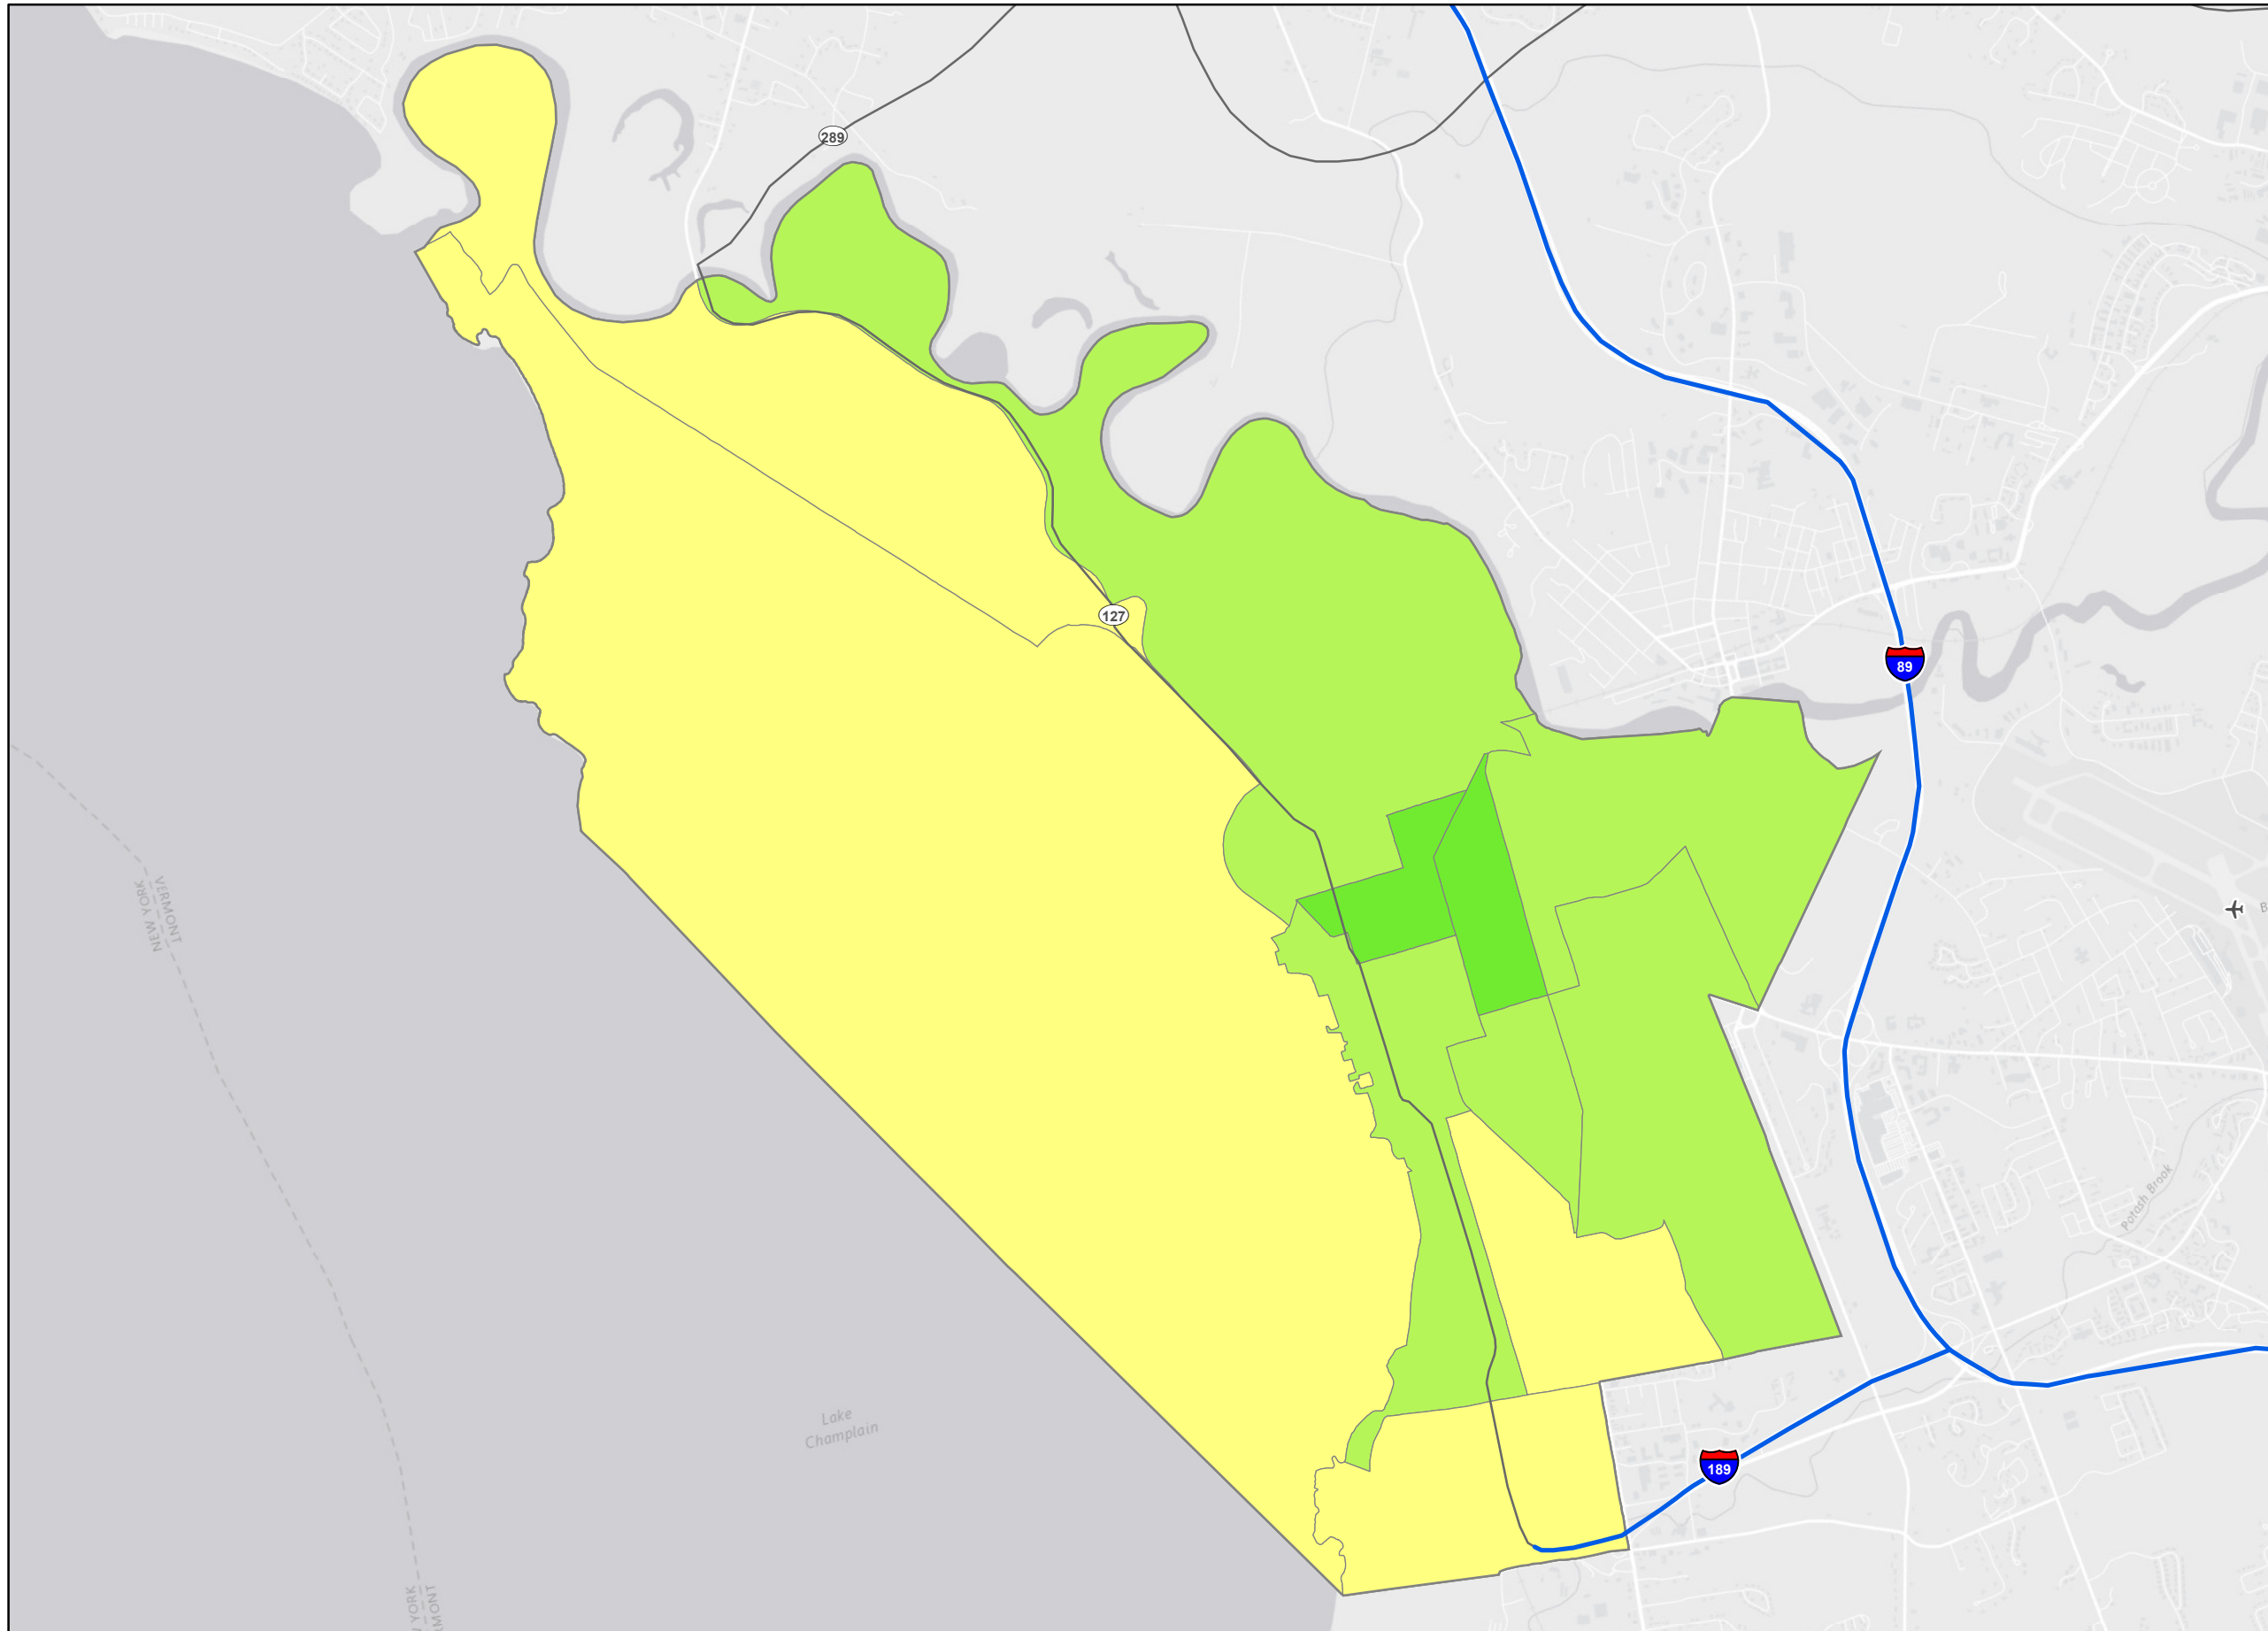 289
127
89
VERMONT
NEW YORK
B
Potash Brook
Lake
Champlain
189
YORK
MONT